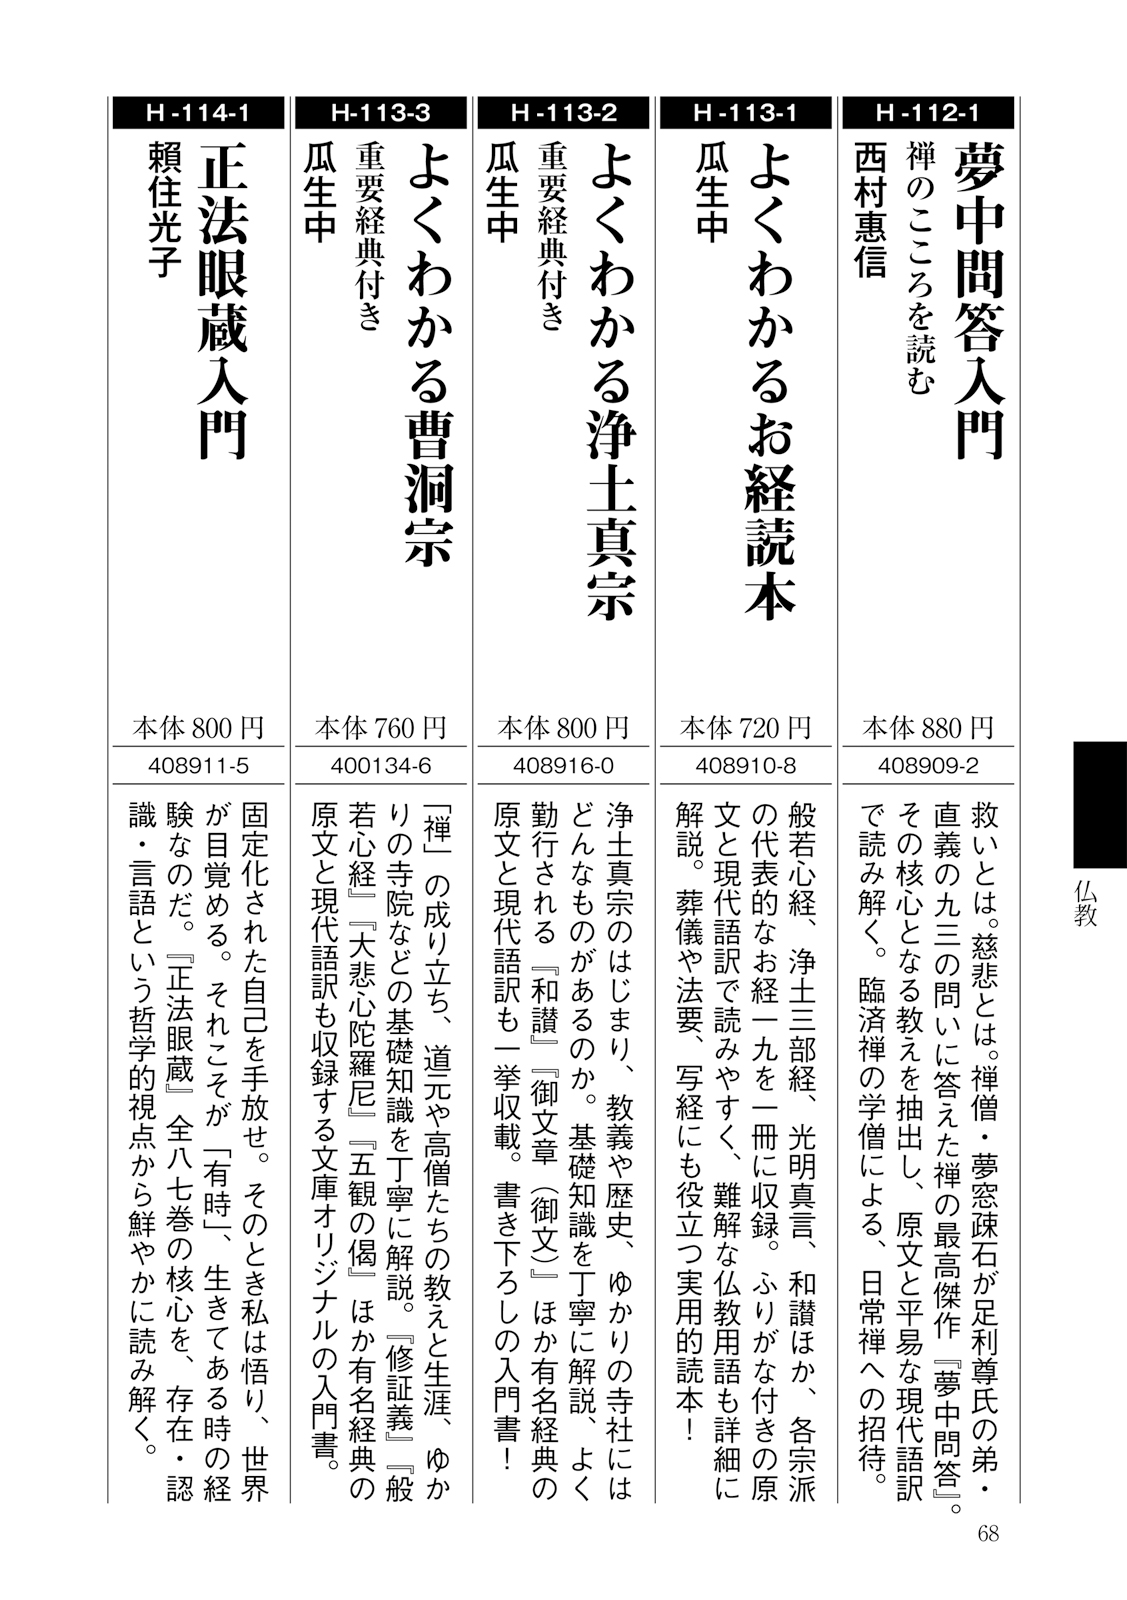 H-112-1
夢中問答入門
禅のこころを読む
西村惠信
本体880円
408909-2
救いとは。慈悲とは。禅僧・夢窓疎石が足利尊氏の弟・
直義の九三の問いに答えた禅の最高傑作『夢中問答』。
その核心となる教えを抽出し、原文と平易な現代語訳
で読み解く。臨済禅の学僧による、日常禅への招待。
H-113-1
よくわかるお経読本
瓜生中
本体720円
408910-8
般若心経、浄土三部経、光明真言、和讃ほか、各宗派
の代表的なお経一九を一冊に収録。ふりがな付きの原
文と現代語訳で読みやすく、難解な仏教用語も詳細に
解説。葬儀や法要、写経にも役立つ実用的読本！
H-113-2
よくわかる浄土真宗
重要経典付き
瓜生中
本体800円
408916-0
浄土真宗のはじまり、教義や歴史、ゆかりの寺社には
どんなものがあるのか。基礎知識を丁寧に解説、よく
勤行される『和讃』『御文章（御文）』ほか有名経典の
原文と現代語訳も一挙収載。書き下ろしの入門書！
H-113-3
よくわかる曹洞宗
重要経典付き
瓜生中
本体760円
400134-6
「禅」の成り立ち、道元や高僧たちの教えと生涯、ゆか
りの寺院などの基礎知識を丁寧に解説。『修証義』『般
若心経』『大悲心陀羅尼』『五観の偈』ほか有名経典の
原文と現代語訳も収録する文庫オリジナルの入門書。
H-114-1
正法眼蔵入門
頼住光子
本体800円
408911-5
固定化された自己を手放せ。そのとき私は悟り、世界
が目覚める。それこそが「有時」、生きてある時の経
験なのだ。『正法眼蔵』全八七巻の核心を、存在・認
識・言語という哲学的視点から鮮やかに読み解く。
仏教
68